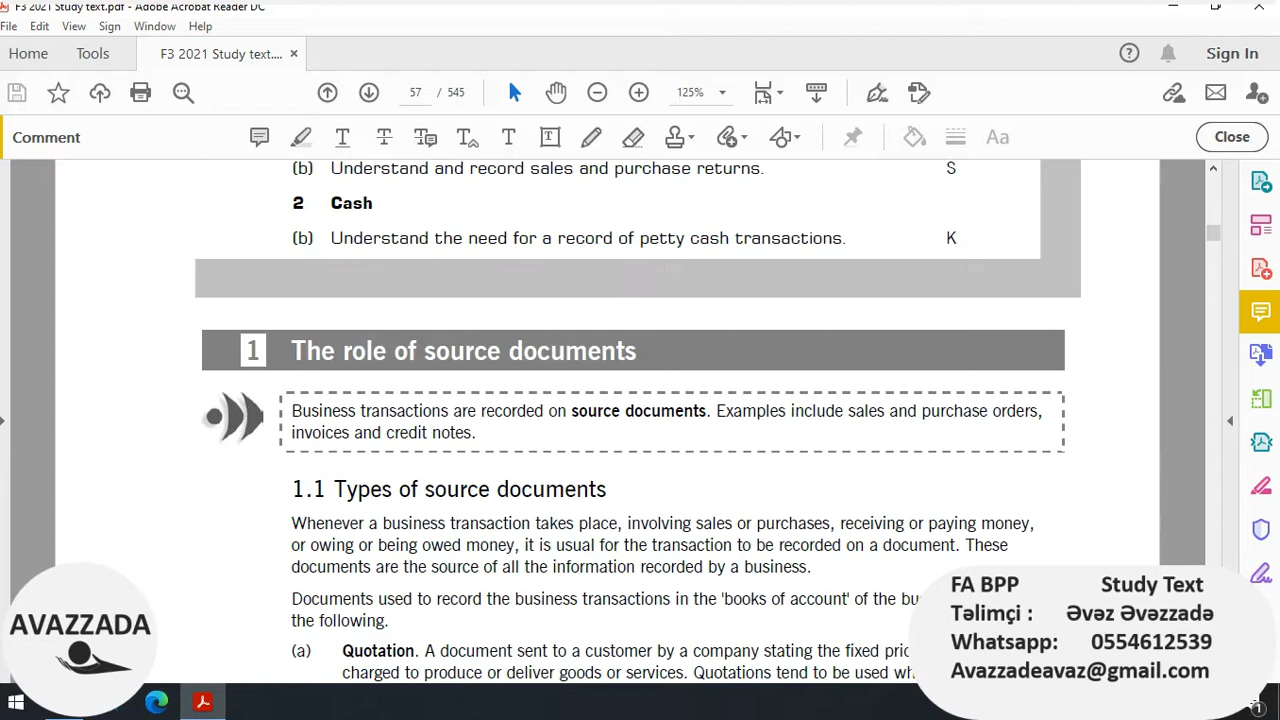 F3 2021 Study text.pdf - Adobe Acrobat Reader DC
File Edit View Sign Window Help
Home Tools F3 2021 Study text.... × Sign In
57 / 545 125%
Comment Close
(b) Understand and record sales and purchase returns. S
2 Cash
(b) Understand the need for a record of petty cash transactions. K
1 The role of source documents
Business transactions are recorded on source documents. Examples include sales and purchase orders,
invoices and credit notes.
1.1 Types of source documents
Whenever a business transaction takes place, involving sales or purchases, receiving or paying money,
or owing or being owed money, it is usual for the transaction to be recorded on a document. These
documents are the source of all the information recorded by a business.
Documents used to record the business transactions in the 'books of account' of the
the following.
(a) Quotation. A document sent to a customer by a company stating the fixed
charged to produce or deliver goods or services. Quotations tend to be used
AVAZZADA
FA BPP Study Text
Təlimçi : Əvəz Əvəzzadə
Whatsapp: 0554612539
Avazzadeavaz@gmail.com